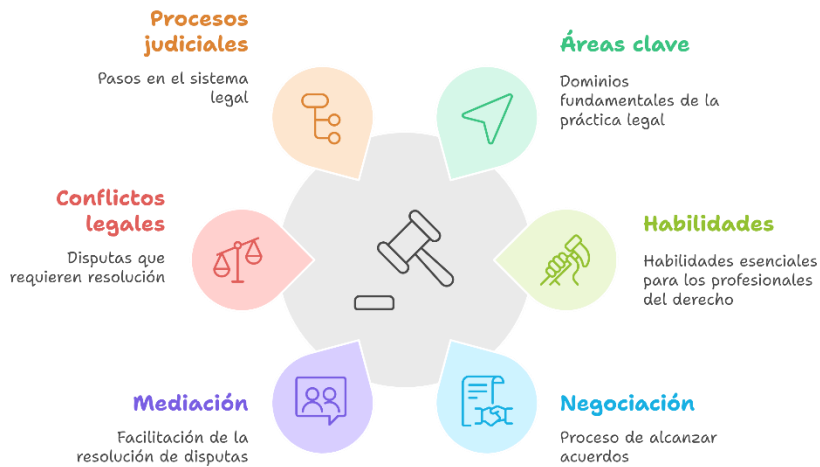 Procesos
judiciales
Pasos en el sistema
legal
Áreas clave
Dominios
fundamentales de la
práctica legal
Conflictos
legales
Disputas que
requieren resolución
Habilidades
Habilidades esenciales
para los profesionales
del derecho
Mediación
Facilitación de la
resolución de disputas
Negociación
Proceso de alcanzar
acuerdos